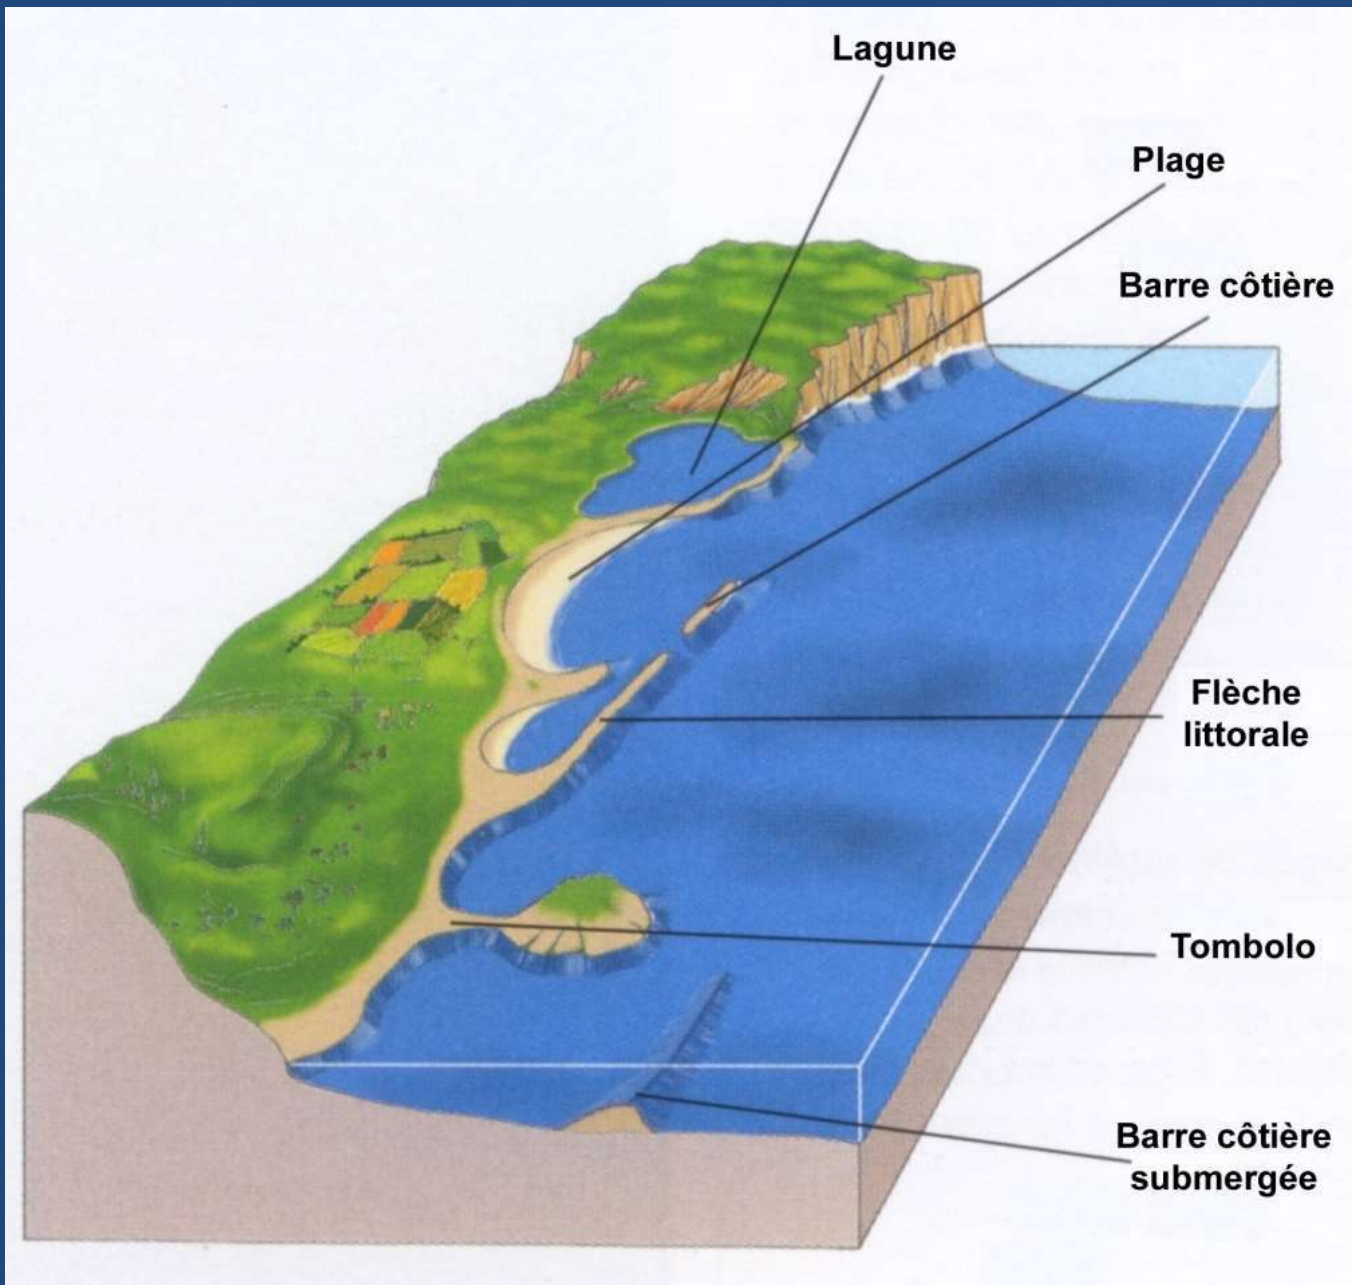 Lagune
Plage
Barre côtière
Flèche
littorale
Tombolo
Barre côtière
submergée